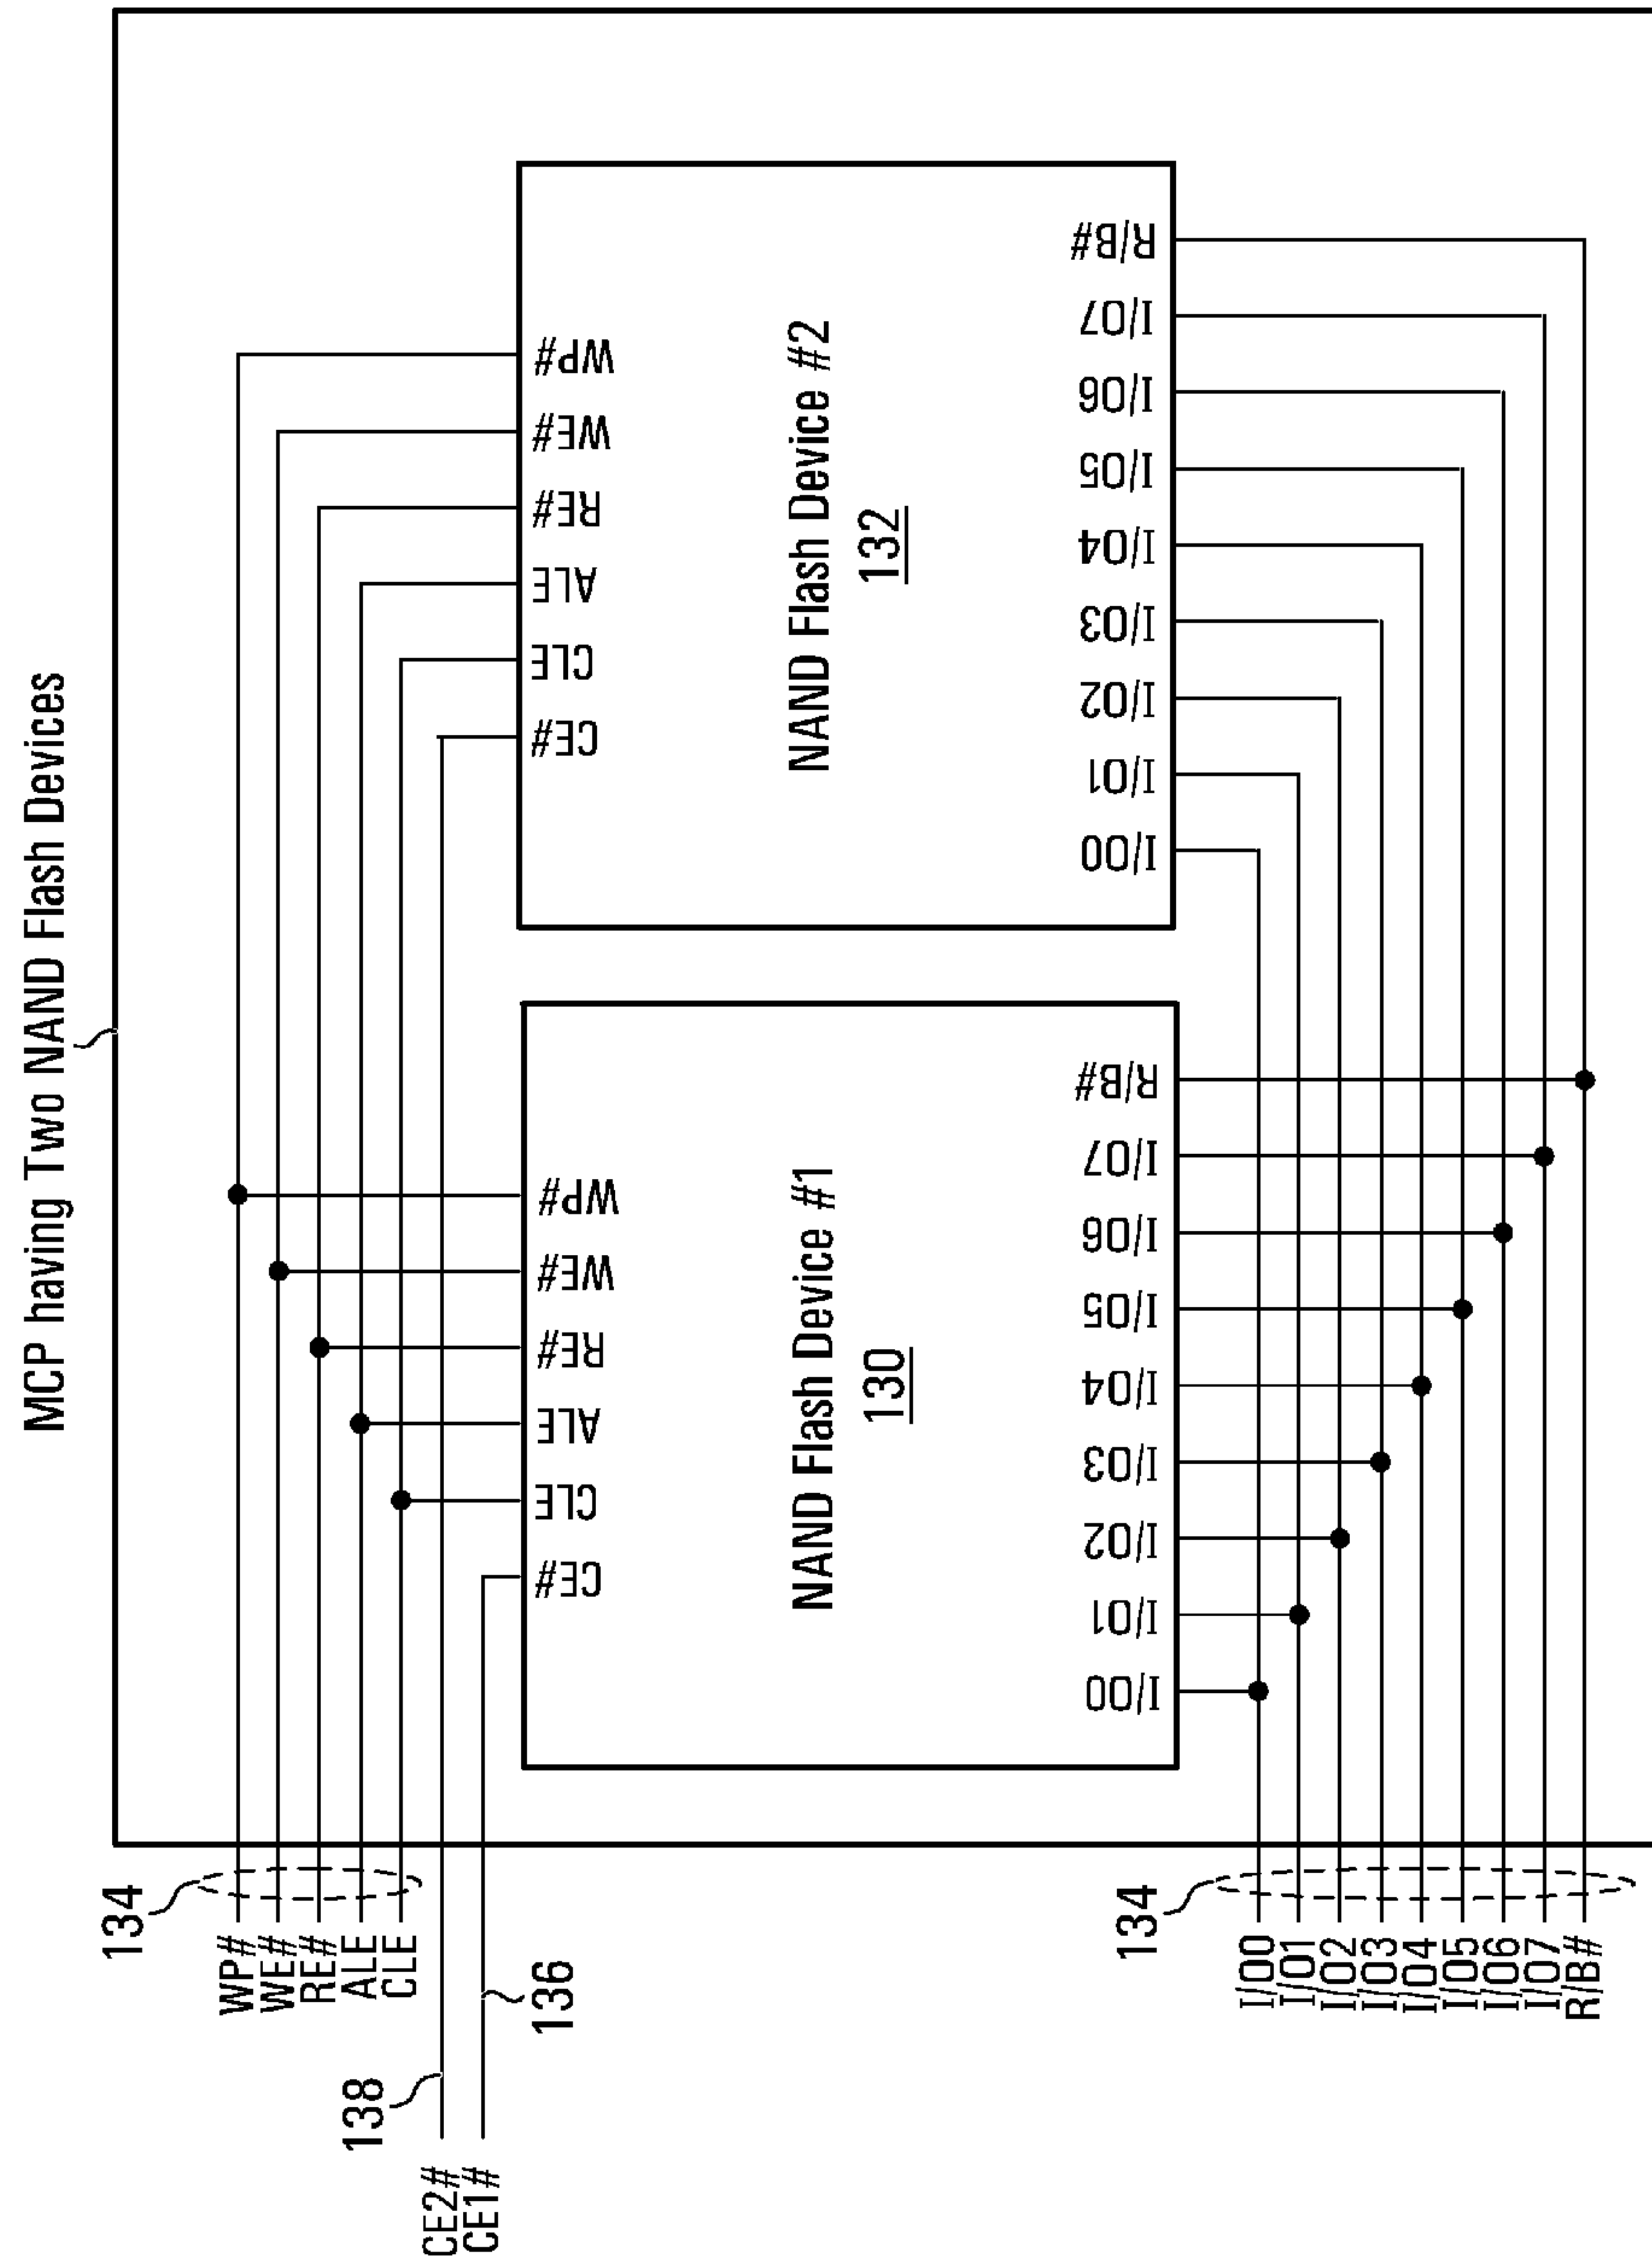 MCP having Two NAND Flash Devices
134
WP#
WE#
RE#
ALE
CLE
138
136
CE2#
CE1#
CE#
CLE
ALE
RE#
WE#
WP#
NAND Flash Device #1
130
I/O0
I/O1
I/O2
I/O3
I/O4
I/O5
I/O6
I/O7
R/B#
CE#
CLE
ALE
RE#
WE#
WP#
NAND Flash Device #2
132
I/O0
I/O1
I/O2
I/O3
I/O4
I/O5
I/O6
I/O7
R/B#
134
I/O0
I/O1
I/O2
I/O3
I/O4
I/O5
I/O6
I/O7
R/B#